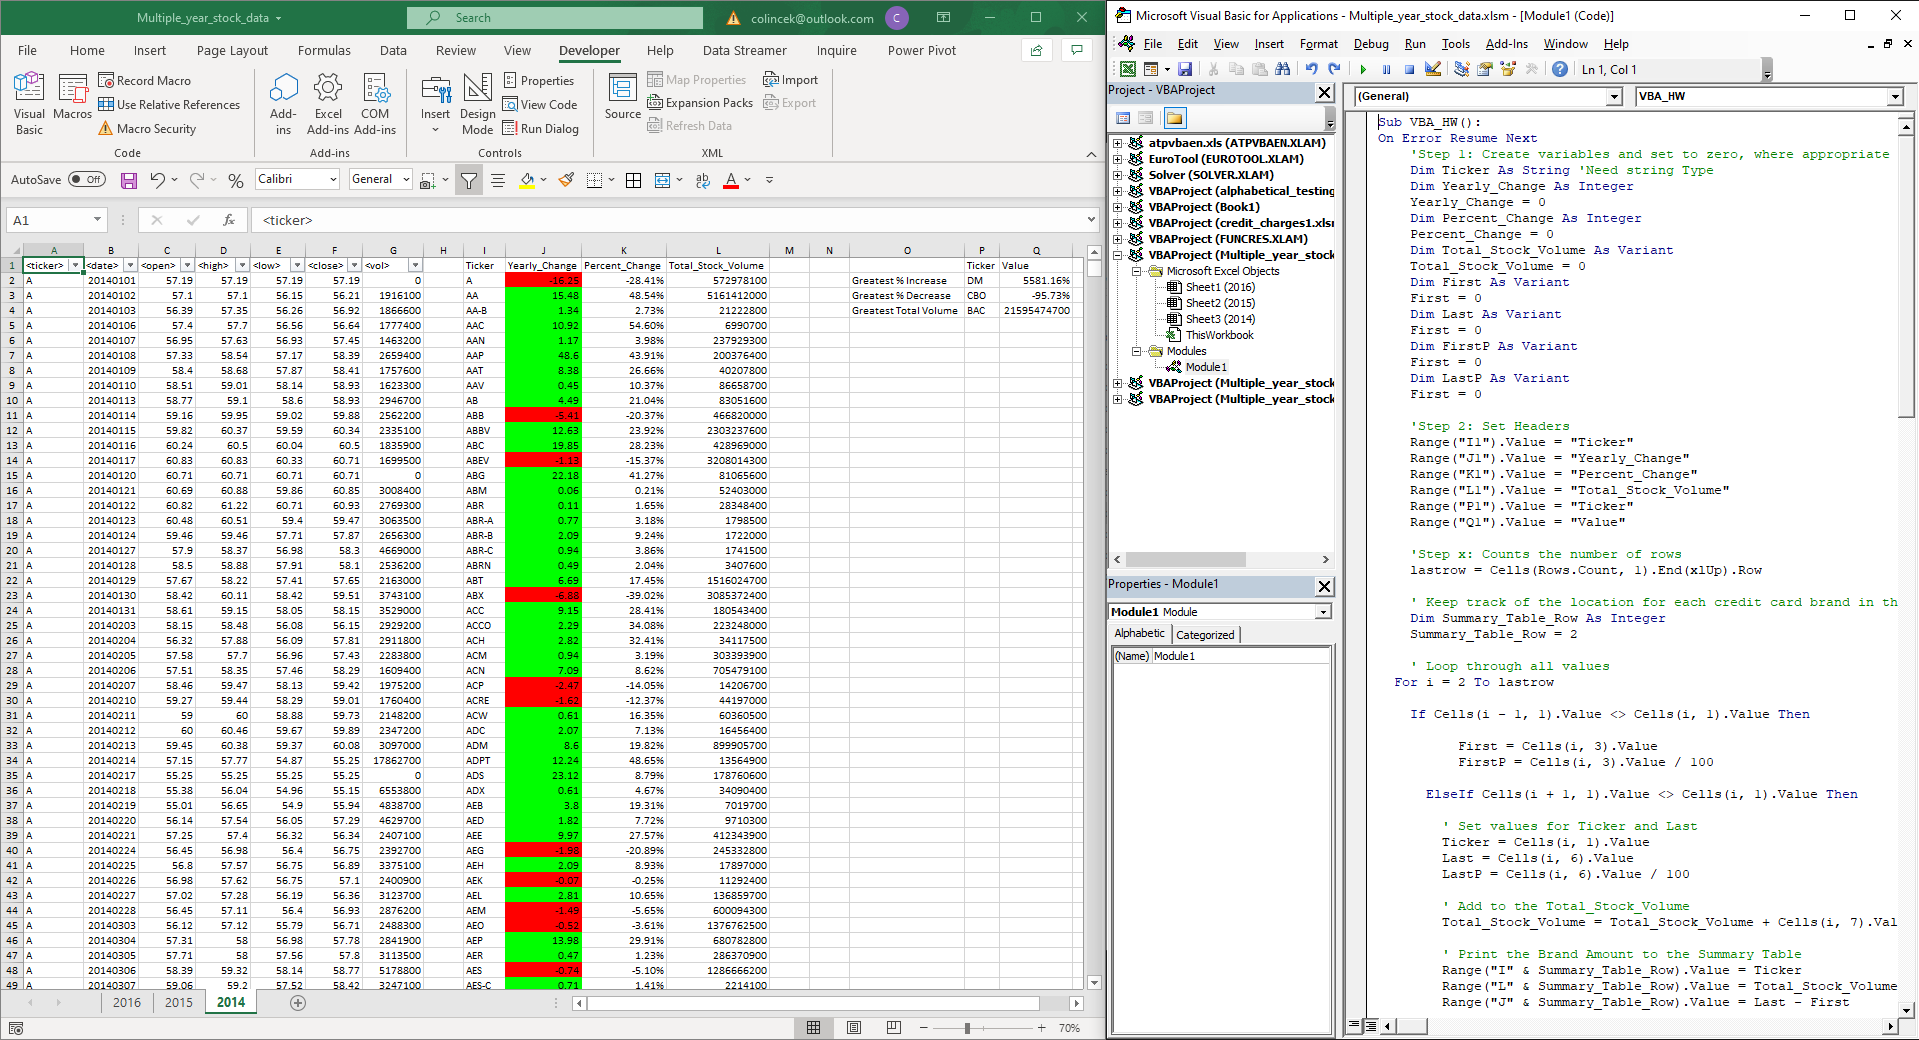 Multiple_year_stock_data
Search
colincek@outlook.com
C
File Home Insert Page Layout Formulas Data Review View Developer Help Data Streamer Inquire Power Pivot
Visual Basic
Macros
Record Macro
Use Relative References
Macro Security
Code
Add-ins
Excel Add-ins
COM Add-ins
Add-ins
Insert
Design Mode
Properties
View Code
Run Dialog
Controls
Source
Map Properties
Expansion Packs
Refresh Data
Import
Export
XML
AutoSave Off
Calibri
General
A1
fx
<ticker>
A B C D E F G H I J K L M N O P Q
1 <ticker> <date> <open> <high> <low> <close> <vol> Ticker Yearly_Change Percent_Change Total_Stock_Volume Ticker Value
2 A 20140101 57.19 57.19 57.19 57.19 0 A -16.25 -28.41% 572978100 Greatest % Increase DM 5581.16%
3 A 20140102 57.1 57.1 56.15 56.21 1916100 AA 15.48 48.54% 5161412000 Greatest % Decrease CBO -95.73%
4 A 20140103 56.39 57.35 56.26 56.92 1866600 AA-B 1.34 2.73% 21222800 Greatest Total Volume BAC 21595474700
5 A 20140106 57.4 57.7 56.56 56.64 1777400 AAC 10.92 54.60% 6990700
6 A 20140107 56.95 57.63 56.93 57.45 1463200 AAN 1.17 3.98% 237929300
7 A 20140108 57.33 58.54 57.17 58.39 2659400 AAP 48.6 43.91% 200376400
8 A 20140109 58.4 58.68 57.87 58.41 1757600 AAT 8.38 26.66% 40207800
9 A 20140110 58.51 59.01 58.14 58.93 1623300 AAV 0.45 10.37% 86658700
10 A 20140113 58.77 59.1 58.6 58.93 2946700 AB 4.49 21.04% 83051600
11 A 20140114 59.16 59.95 59.02 59.88 2562200 ABB -5.41 -20.37% 466820000
12 A 20140115 59.82 60.37 59.59 60.34 2335100 ABBV 12.63 23.92% 2303237600
13 A 20140116 60.24 60.5 60.04 60.5 1835900 ABC 19.85 28.23% 428969000
14 A 20140117 60.83 60.83 60.33 60.71 1699500 ABEV -1.13 -15.37% 3208014300
15 A 20140120 60.71 60.71 60.71 60.71 0 ABG 22.18 41.27% 81065600
16 A 20140121 60.69 60.88 59.86 60.85 3008400 ABM 0.06 0.21% 52403000
17 A 20140122 60.82 61.22 60.71 60.93 2769300 ABR 0.11 1.65% 28348400
18 A 20140123 60.48 60.51 59.4 59.47 3063500 ABR-A 0.77 3.18% 1798500
19 A 20140124 59.46 59.46 57.71 57.87 2656300 ABR-B 2.09 9.24% 1722000
20 A 20140127 57.9 58.37 56.98 58.3 4669000 ABR-C 0.94 3.86% 1741500
21 A 20140128 58.5 58.88 57.91 58.1 2536200 ABRN 0.49 2.04% 3407600
22 A 20140129 57.67 58.22 57.41 57.65 2163000 ABT 6.69 17.45% 1516024700
23 A 20140130 58.42 60.11 58.42 59.51 3743100 ABX -6.88 -39.02% 3085372400
24 A 20140131 58.61 59.15 58.05 58.15 3529000 ACC 9.15 28.41% 180543400
25 A 20140203 58.15 58.48 56.08 56.15 2929200 ACCO 2.29 34.08% 223248000
26 A 20140204 56.32 57.88 56.09 57.81 2911800 ACH 2.82 32.41% 34117500
27 A 20140205 57.58 57.7 56.96 57.43 2283800 ACM 0.94 3.19% 303393900
28 A 20140206 57.51 58.35 57.46 58.29 1609400 ACN 7.09 8.62% 705479100
29 A 20140207 58.46 59.47 58.13 59.42 1975200 ACP -2.47 -14.05% 14206700
30 A 20140210 59.27 59.44 58.29 59.01 1760400 ACRE -1.62 -12.37% 44197000
31 A 20140211 59 60 58.88 59.73 2148200 ACW 0.61 16.35% 60360500
32 A 20140212 60 60.46 59.67 59.89 2347200 ADC 2.07 7.13% 16456400
33 A 20140213 59.45 60.38 59.37 60.08 3097000 ADM 8.6 19.82% 899905700
34 A 20140214 57.15 57.77 54.87 55.25 17862700 ADPT 12.24 48.65% 13564900
35 A 20140217 55.25 55.25 55.25 55.25 0 ADS 23.12 8.79% 178760600
36 A 20140218 55.38 56.04 54.96 55.15 6553800 ADX 0.61 4.67% 34090400
37 A 20140219 55.01 56.65 54.9 55.94 4838700 AEB 3.8 19.31% 7019700
38 A 20140220 56.14 57.54 56.05 57.29 4629700 AED 1.82 7.72% 9710300
39 A 20140221 57.25 57.4 56.32 56.34 2407100 AEE 9.97 27.57% 412343900
40 A 20140224 56.45 56.98 56.4 56.75 2392700 AEG -1.98 -20.89% 245332800
41 A 20140225 56.8 57.57 56.75 56.89 3375100 AEH 2.09 8.93% 17897000
42 A 20140226 56.98 57.62 56.75 57.1 2400900 AEK -0.07 -0.25% 11292400
43 A 20140227 57.02 57.28 56.19 56.36 3123700 AEL 2.81 10.65% 136859700
44 A 20140228 56.45 57.11 56.4 56.93 2876200 AEM -1.49 -5.65% 600094300
45 A 20140303 56.12 57.12 55.79 56.71 2488300 AEO -0.52 -3.61% 1376762500
46 A 20140304 57.31 58 56.98 57.78 2841900 AEP 13.98 29.91% 680782800
47 A 20140305 57.71 58 57.56 57.8 3113500 AER 0.47 1.23% 286370900
48 A 20140306 58.39 59.32 58.14 58.77 5178800 AES -0.74 -5.10% 1286666200
49 A 20140307 59.06 59.2 57.52 58.42 3247100 AES-C 0.71 1.41% 2214100
2016 2015 2014
70%
Microsoft Visual Basic for Applications - Multiple_year_stock_data.xlsm - [Module1 (Code)]
File Edit View Insert Format Debug Run Tools Add-Ins Window Help
Ln 1, Col 1
Project - VBAProject
atpvbaen.xls (ATPVBAEN.XLAM)
EuroTool (EUROTOOL.XLAM)
Solver (SOLVER.XLAM)
VBAProject (alphabetical_testing
VBAProject (Book1)
VBAProject (credit_charges1.xlsm
VBAProject (FUNCRES.XLAM)
VBAProject (Multiple_year_stock
Microsoft Excel Objects
Sheet1 (2016)
Sheet2 (2015)
Sheet3 (2014)
ThisWorkbook
Modules
Module1
VBAProject (Multiple_year_stock
VBAProject (Multiple_year_stock
Properties - Module1
Module1 Module
Alphabetic Categorized
(Name) Module1
(General) VBA_HW
Sub VBA_HW():
On Error Resume Next
'Step 1: Create variables and set to zero, where appropriate
Dim Ticker As String 'Need string Type
Dim Yearly_Change As Integer
Yearly_Change = 0
Dim Percent_Change As Integer
Percent_Change = 0
Dim Total_Stock_Volume As Variant
Total_Stock_Volume = 0
Dim First As Variant
First = 0
Dim Last As Variant
First = 0
Dim FirstP As Variant
First = 0
Dim LastP As Variant
First = 0
'Step 2: Set Headers
Range("I1").Value = "Ticker"
Range("J1").Value = "Yearly_Change"
Range("K1").Value = "Percent_Change"
Range("L1").Value = "Total_Stock_Volume"
Range("P1").Value = "Ticker"
Range("Q1").Value = "Value"
'Step x: Counts the number of rows
lastrow = Cells(Rows.Count, 1).End(xlUp).Row
' Keep track of the location for each credit card brand in th
Dim Summary_Table_Row As Integer
Summary_Table_Row = 2
' Loop through all values
For i = 2 To lastrow
If Cells(i - 1, 1).Value <> Cells(i, 1).Value Then
First = Cells(i, 3).Value
FirstP = Cells(i, 3).Value / 100
ElseIf Cells(i + 1, 1).Value <> Cells(i, 1).Value Then
' Set values for Ticker and Last
Ticker = Cells(i, 1).Value
Last = Cells(i, 6).Value
LastP = Cells(i, 6).Value / 100
' Add to the Total_Stock_Volume
Total_Stock_Volume = Total_Stock_Volume + Cells(i, 7).Val
' Print the Brand Amount to the Summary Table
Range("I" & Summary_Table_Row).Value = Ticker
Range("L" & Summary_Table_Row).Value = Total_Stock_Volume
Range("J" & Summary_Table_Row).Value = Last - First